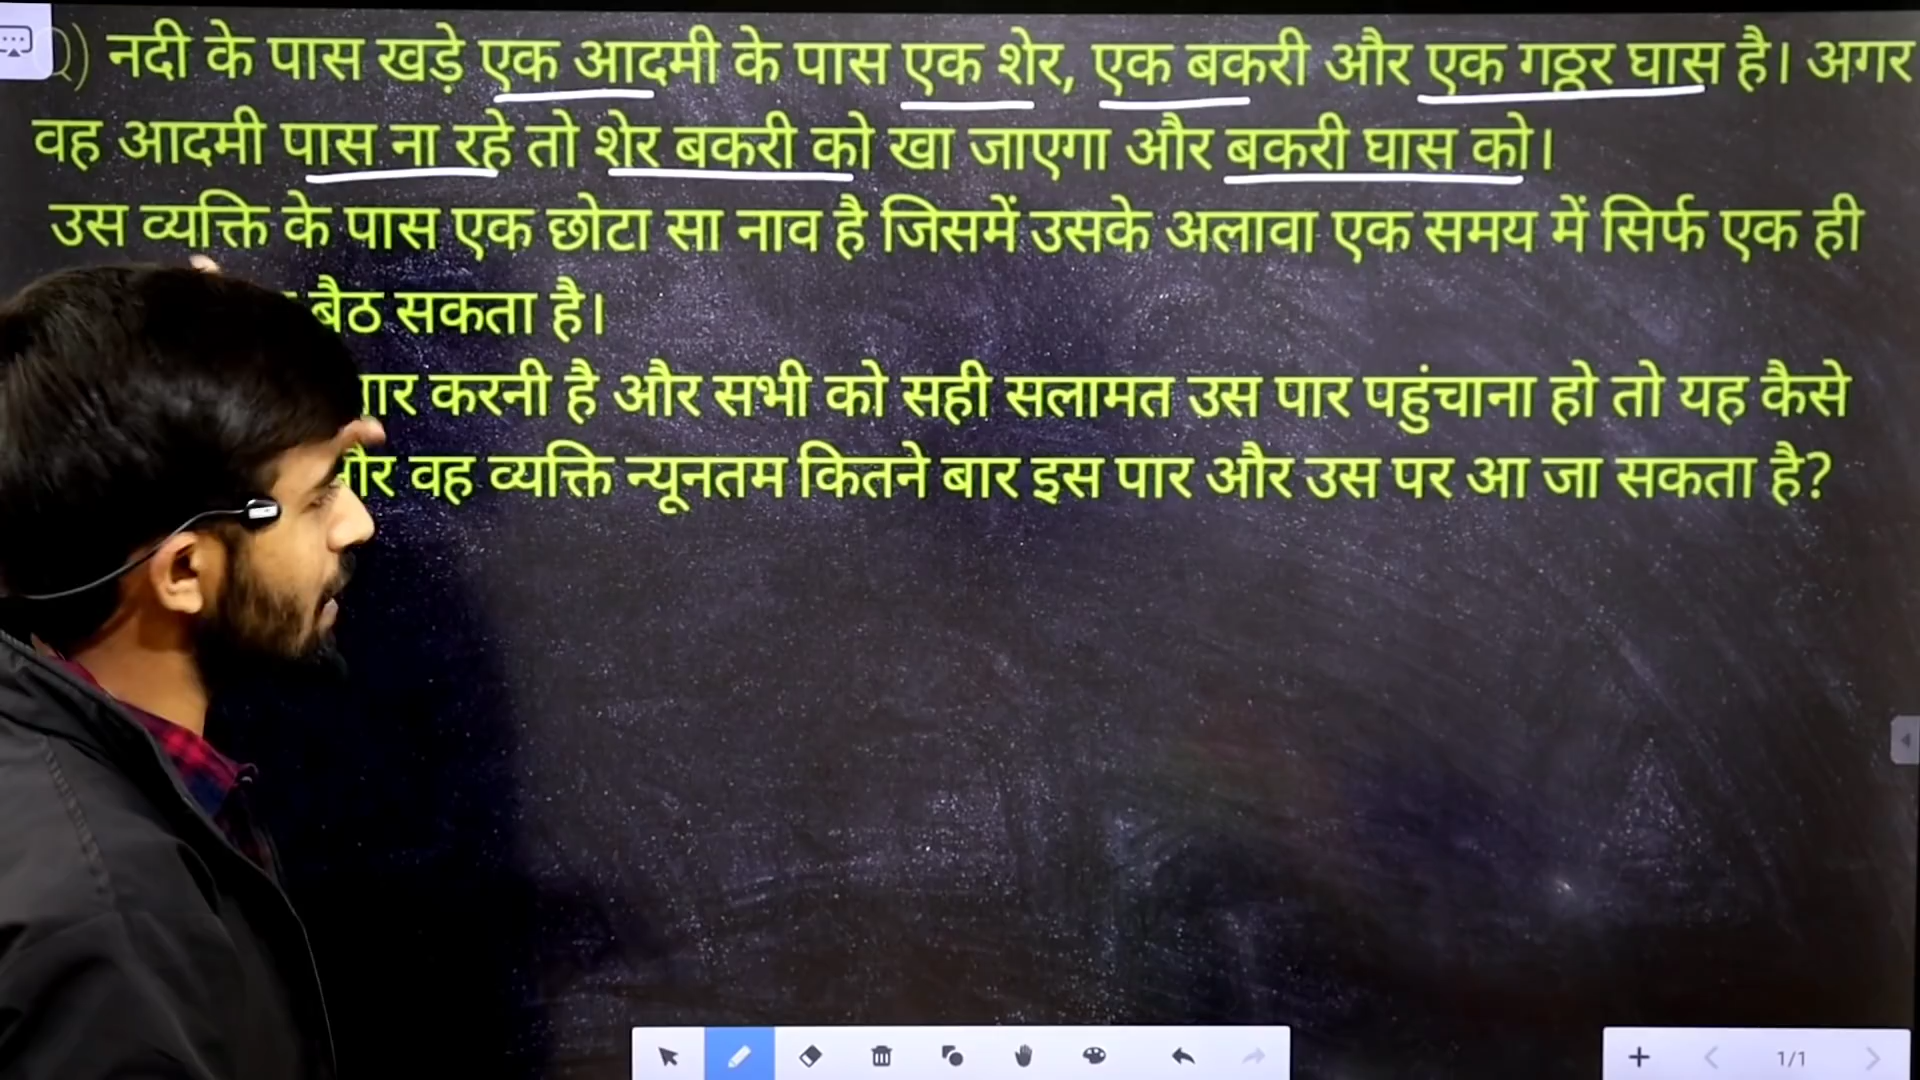 Q) नदी के पास खड़े एक आदमी के पास एक शेर, एक बकरी और एक गठ्ठर घास है। अगर
वह आदमी पास ना रहे तो शेर बकरी को खा जाएगा और बकरी घास को।
उस व्यक्ति के पास एक छोटा सा नाव है जिसमें उसके अलावा एक समय में सिर्फ एक ही
बैठ सकता है।
करनी है और सभी को सही सलामत उस पार पहुंचाना हो तो यह कैसे
वह व्यक्ति न्यूनतम कितने बार इस पार और उस पर आ जा सकता है?
1/1